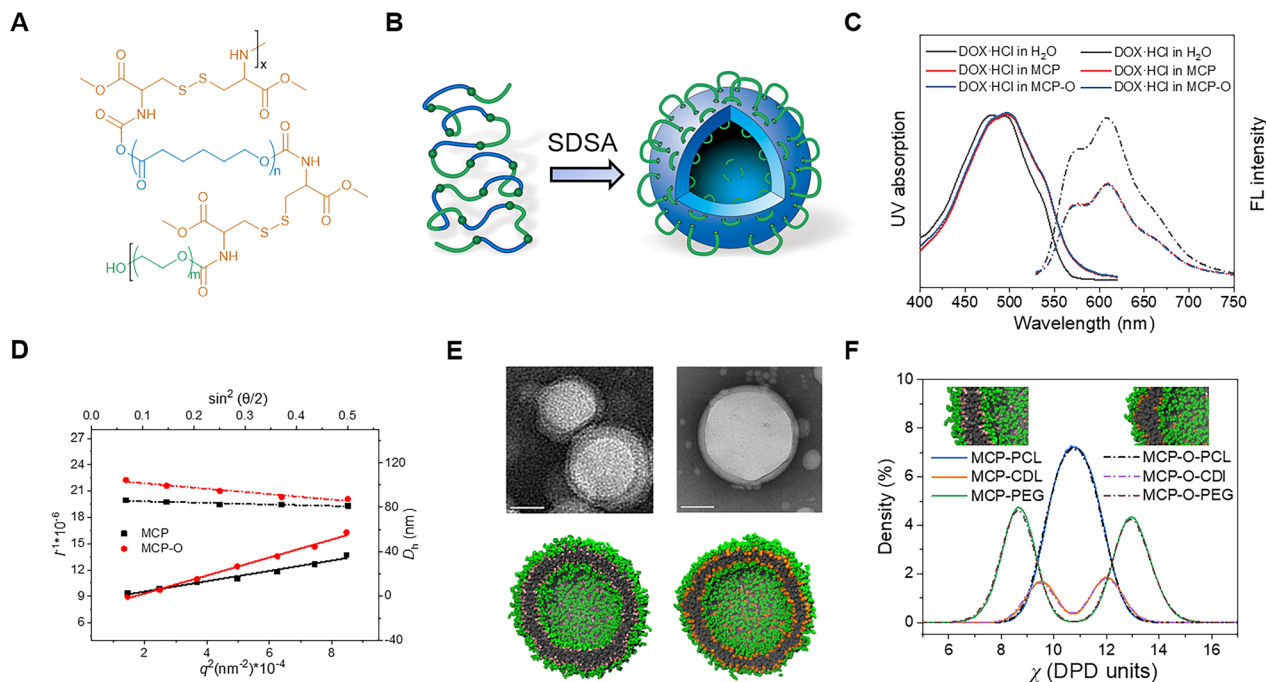 A
B
C
O
HN
x
O
S
S
O
O
O
NH
O
O
O
O
n
O
HN
O
O
O
O
S
S
O
HO
O
m
NH
O
SDSA
DOX·HCl in H₂O
DOX·HCl in H₂O
DOX·HCl in MCP
DOX·HCl in MCP
DOX·HCl in MCP-O
DOX·HCl in MCP-O
UV absorption
FL intensity
400 450 500 550 600 650 700 750
Wavelength (nm)
D
E
F
sin² (θ/2)
0.0 0.1 0.2 0.3 0.4 0.5
27
24
21
18
15
12
9
6
120
80
40
0
-40
MCP
MCP-O
I⁻¹*10⁻⁶
Dₕ (nm)
2 4 6 8
q²(nm⁻²)*10⁻⁴
10
8
6
4
2
0
MCP-PCL
MCP-O-PCL
MCP-CDL
MCP-O-CDI
MCP-PEG
MCP-O-PEG
Density (%)
6 8 10 12 14 16
χ (DPD units)